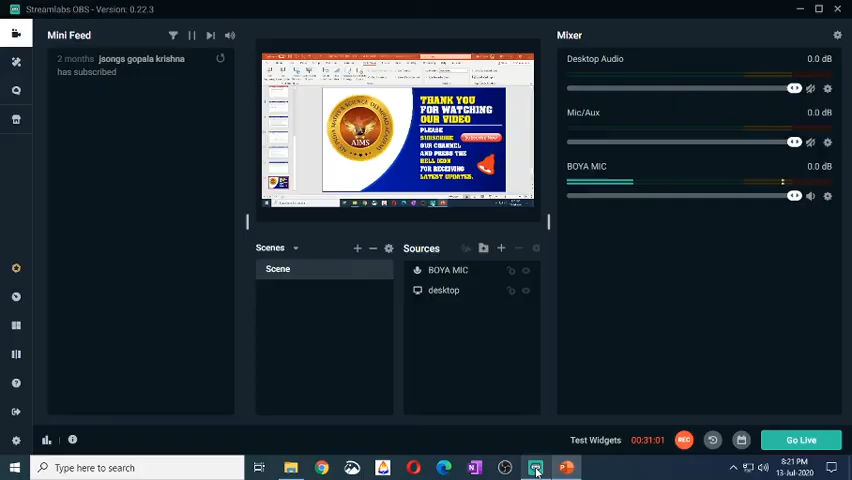 Streamlabs OBS - Version: 0.22.3
Mini Feed
2 months jsongs gopala krishna
has subscribed
THANK YOU
FOR WATCHING
OUR VIDEO
PLEASE
SUBSCRIBE
Subscribe Now!
OUR CHANNEL
AND PRESS THE
BELL ICON
FOR RECEIVING
LATEST UPDATES.
AIMS
Mixer
Desktop Audio 0.0 dB
Mic/Aux 0.0 dB
BOYA MIC 0.0 dB
Scenes
Scene
Sources
BOYA MIC
desktop
Test Widgets 00:31:01 REC Go Live
Type here to search
8:21 PM
13-Jul-2020